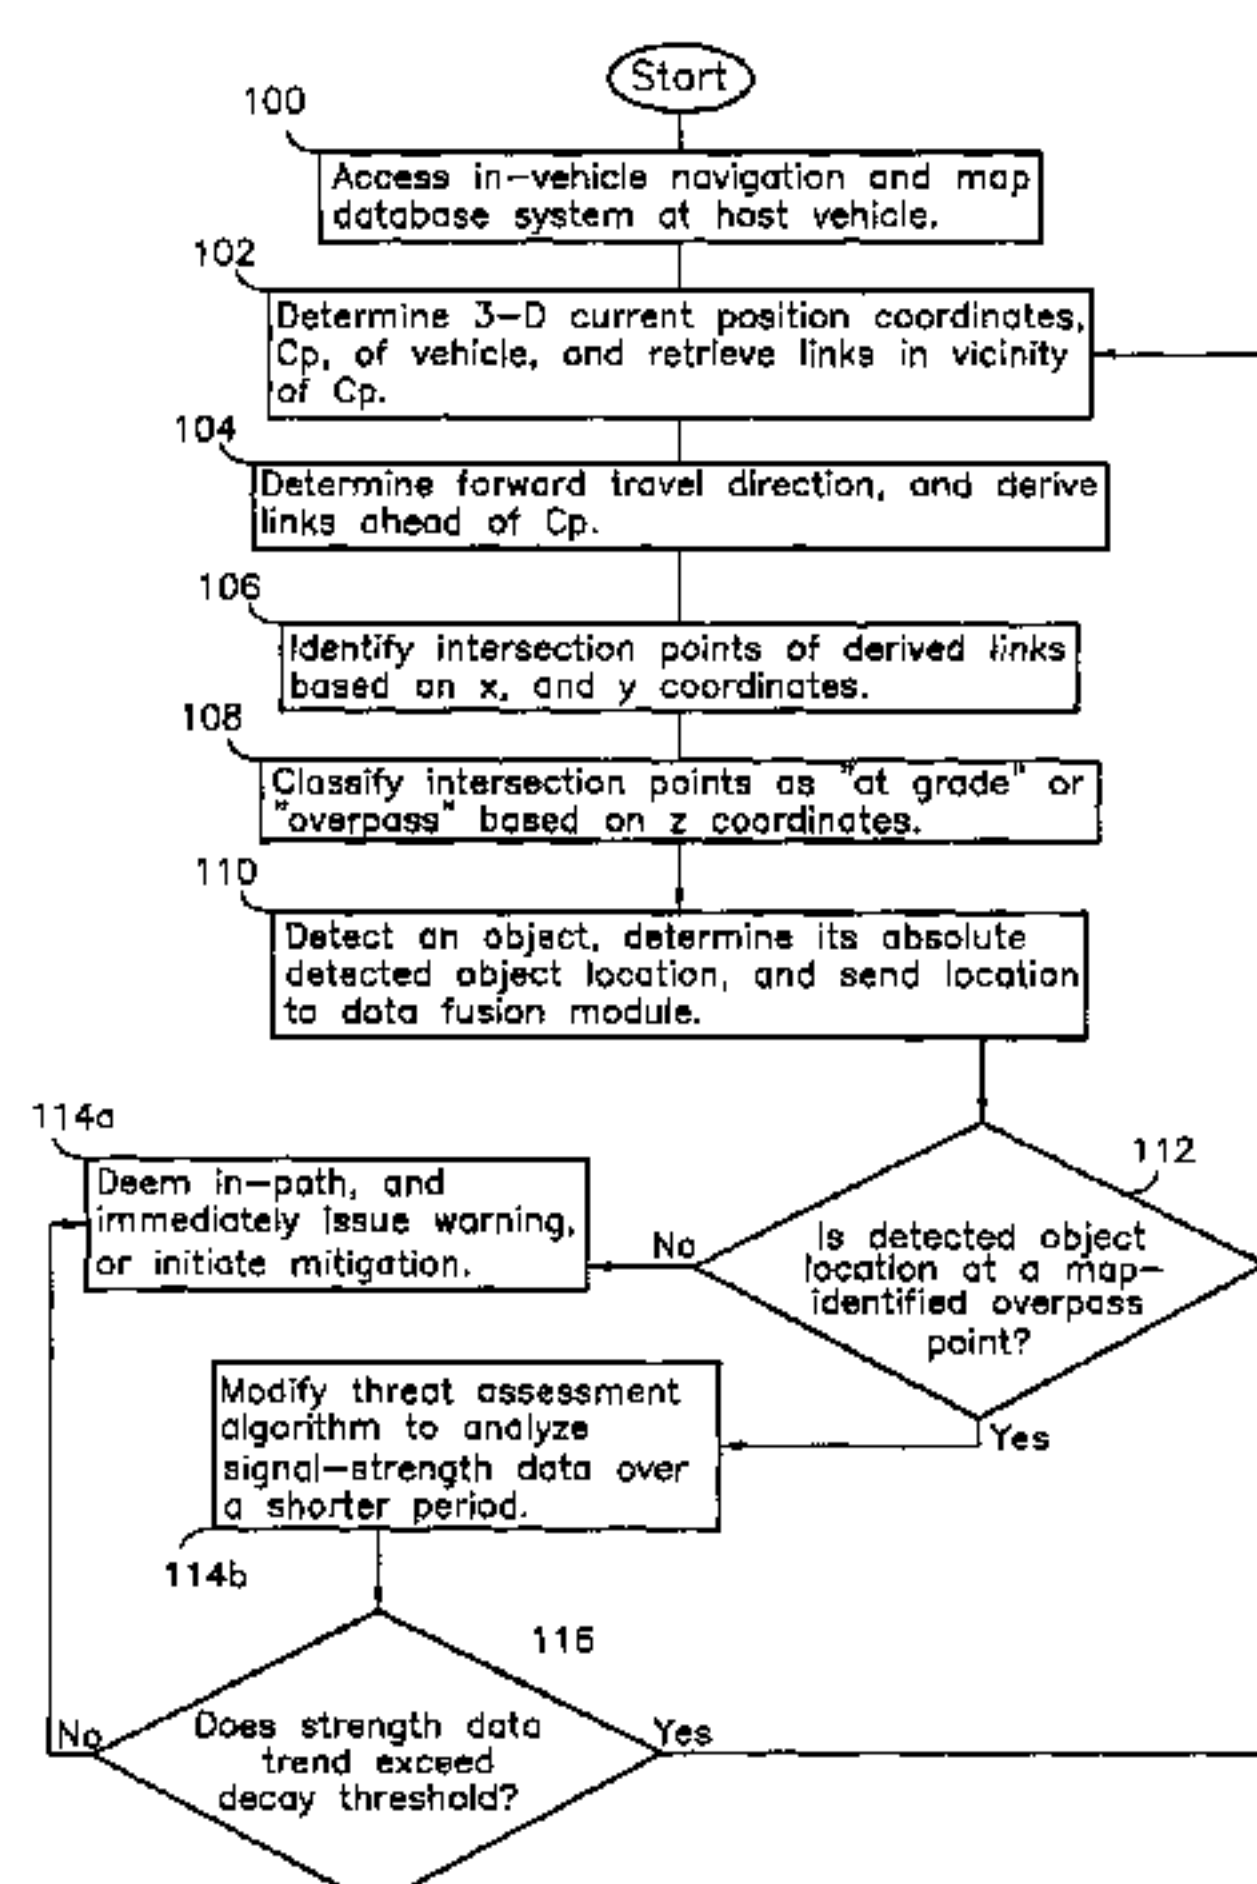 Start
100
Access in-vehicle navigation and map
database system at host vehicle.
102
Determine 3-D current position coordinates,
Cp, of vehicle, and retrieve links in vicinity
of Cp.
104
Determine forward travel direction, and derive
links ahead of Cp.
106
Identify intersection points of derived links
based on x, and y coordinates.
108
Classify intersection points as "at grade" or
"overpass" based on z coordinates.
110
Detect an object, determine its absolute
detected object location, and send location
to data fusion module.
114a
Deem in-path, and
immediately issue warning,
or initiate mitigation.
No
112
Is detected object
location at a map-
identified overpass
point?
Yes
Modify threat assessment
algorithm to analyze
signal-strength data over
a shorter period.
114b
116
No
Does strength data
trend exceed
decay threshold?
Yes